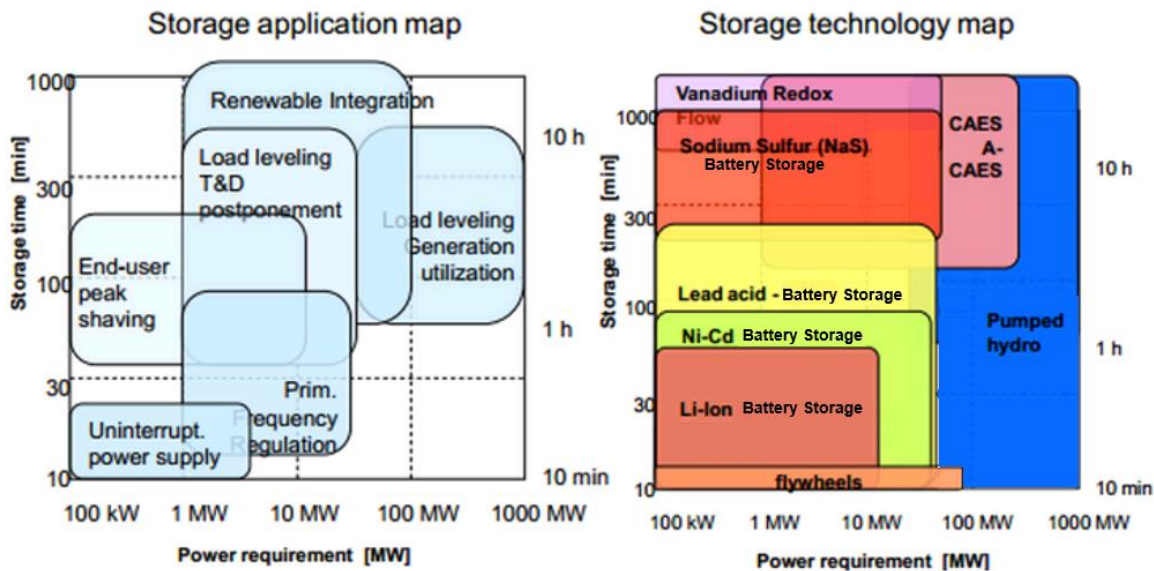 Storage application map
1000
300
100
30
10
Storage time [min]
Renewable Integration
Load leveling
T&D
postponement
Load leveling
Generation
utilization
End-user
peak
shaving
Prim.
Frequency
Regulation
Uninterrupt.
power supply
10 h
1 h
10 min
100 kW 1 MW 10 MW 100 MW 1000 MW
Power requirement [MW]
Storage technology map
1000
300
100
30
10
Storage time [min]
Vanadium Redox
Flow
Sodium Sulfur (NaS)
Battery Storage
CAES
A-
CAES
Lead acid - Battery Storage
Ni-Cd Battery Storage
Li-Ion Battery Storage
flywheels
Pumped
hydro
10 h
1 h
10 min
100 kW 1 MW 10 MW 100 MW 1000 MW
Power requirement [MW]